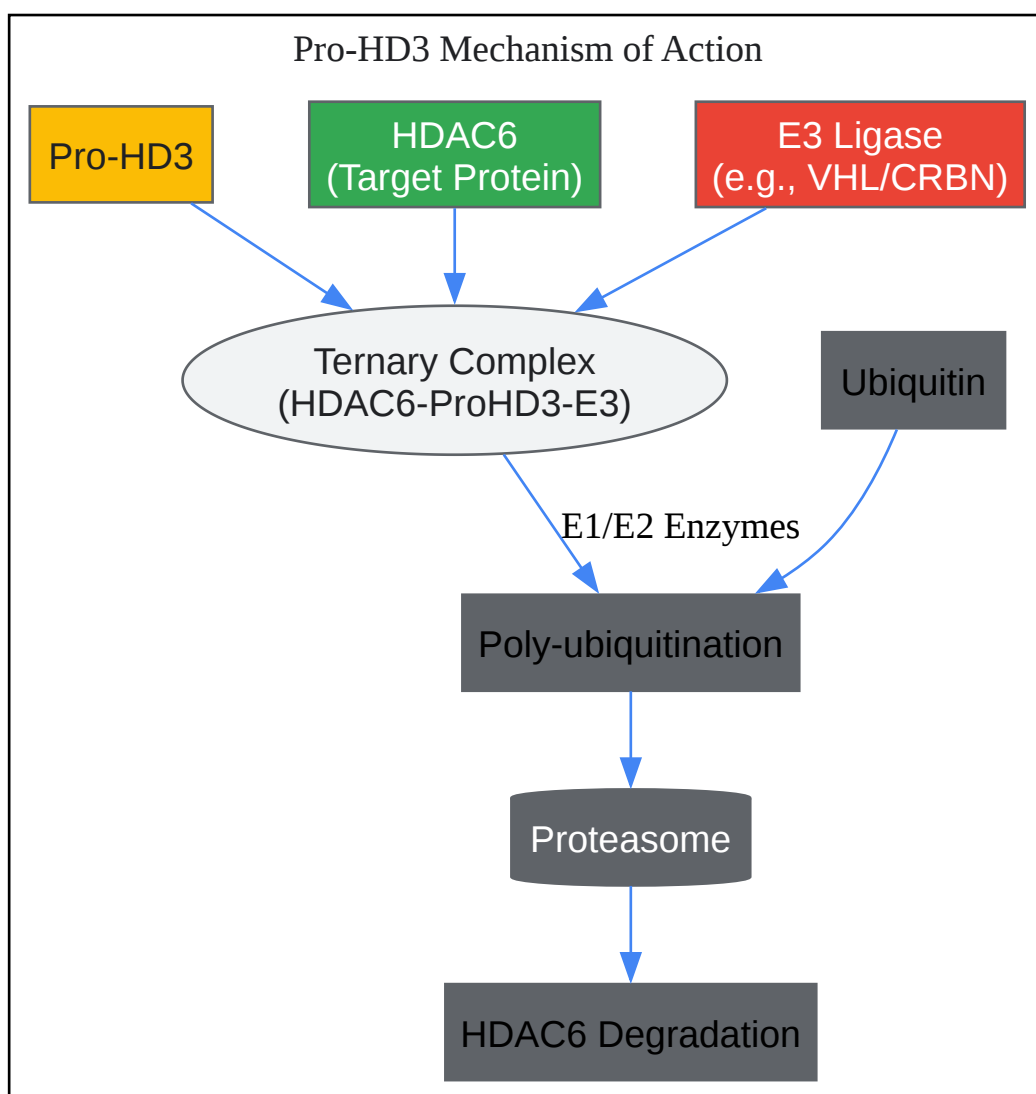 Pro-HD3 Mechanism of Action
Pro-HD3
HDAC6
(Target Protein)
E3 Ligase
(e.g., VHL/CRBN)
Ternary Complex
(HDAC6-ProHD3-E3)
Ubiquitin
E1/E2 Enzymes
Poly-ubiquitination
Proteasome
HDAC6 Degradation